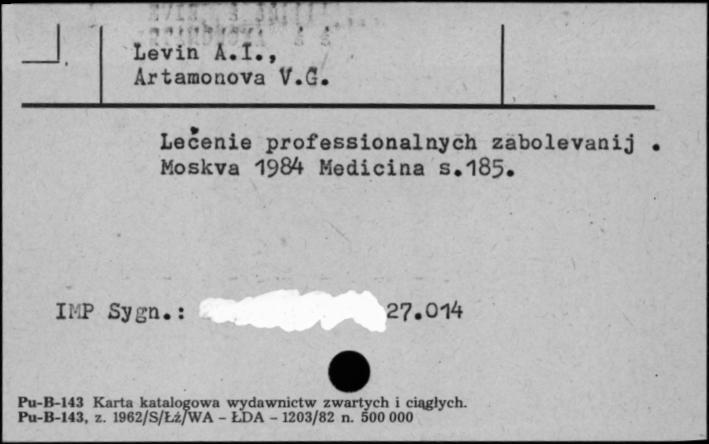 Levin A.I.,
Artamonova V.G.
Lečenie professionalnych zabolevanij .
Moskva 1984 Medicina s.185.
IMP Sygn.: 27.014
Pu-B-143 Karta katalogowa wydawnictw zwartych i ciągłych.
Pu-B-143, z. 1962/S/Łż/WA – ŁDA – 1203/82 n. 500 000